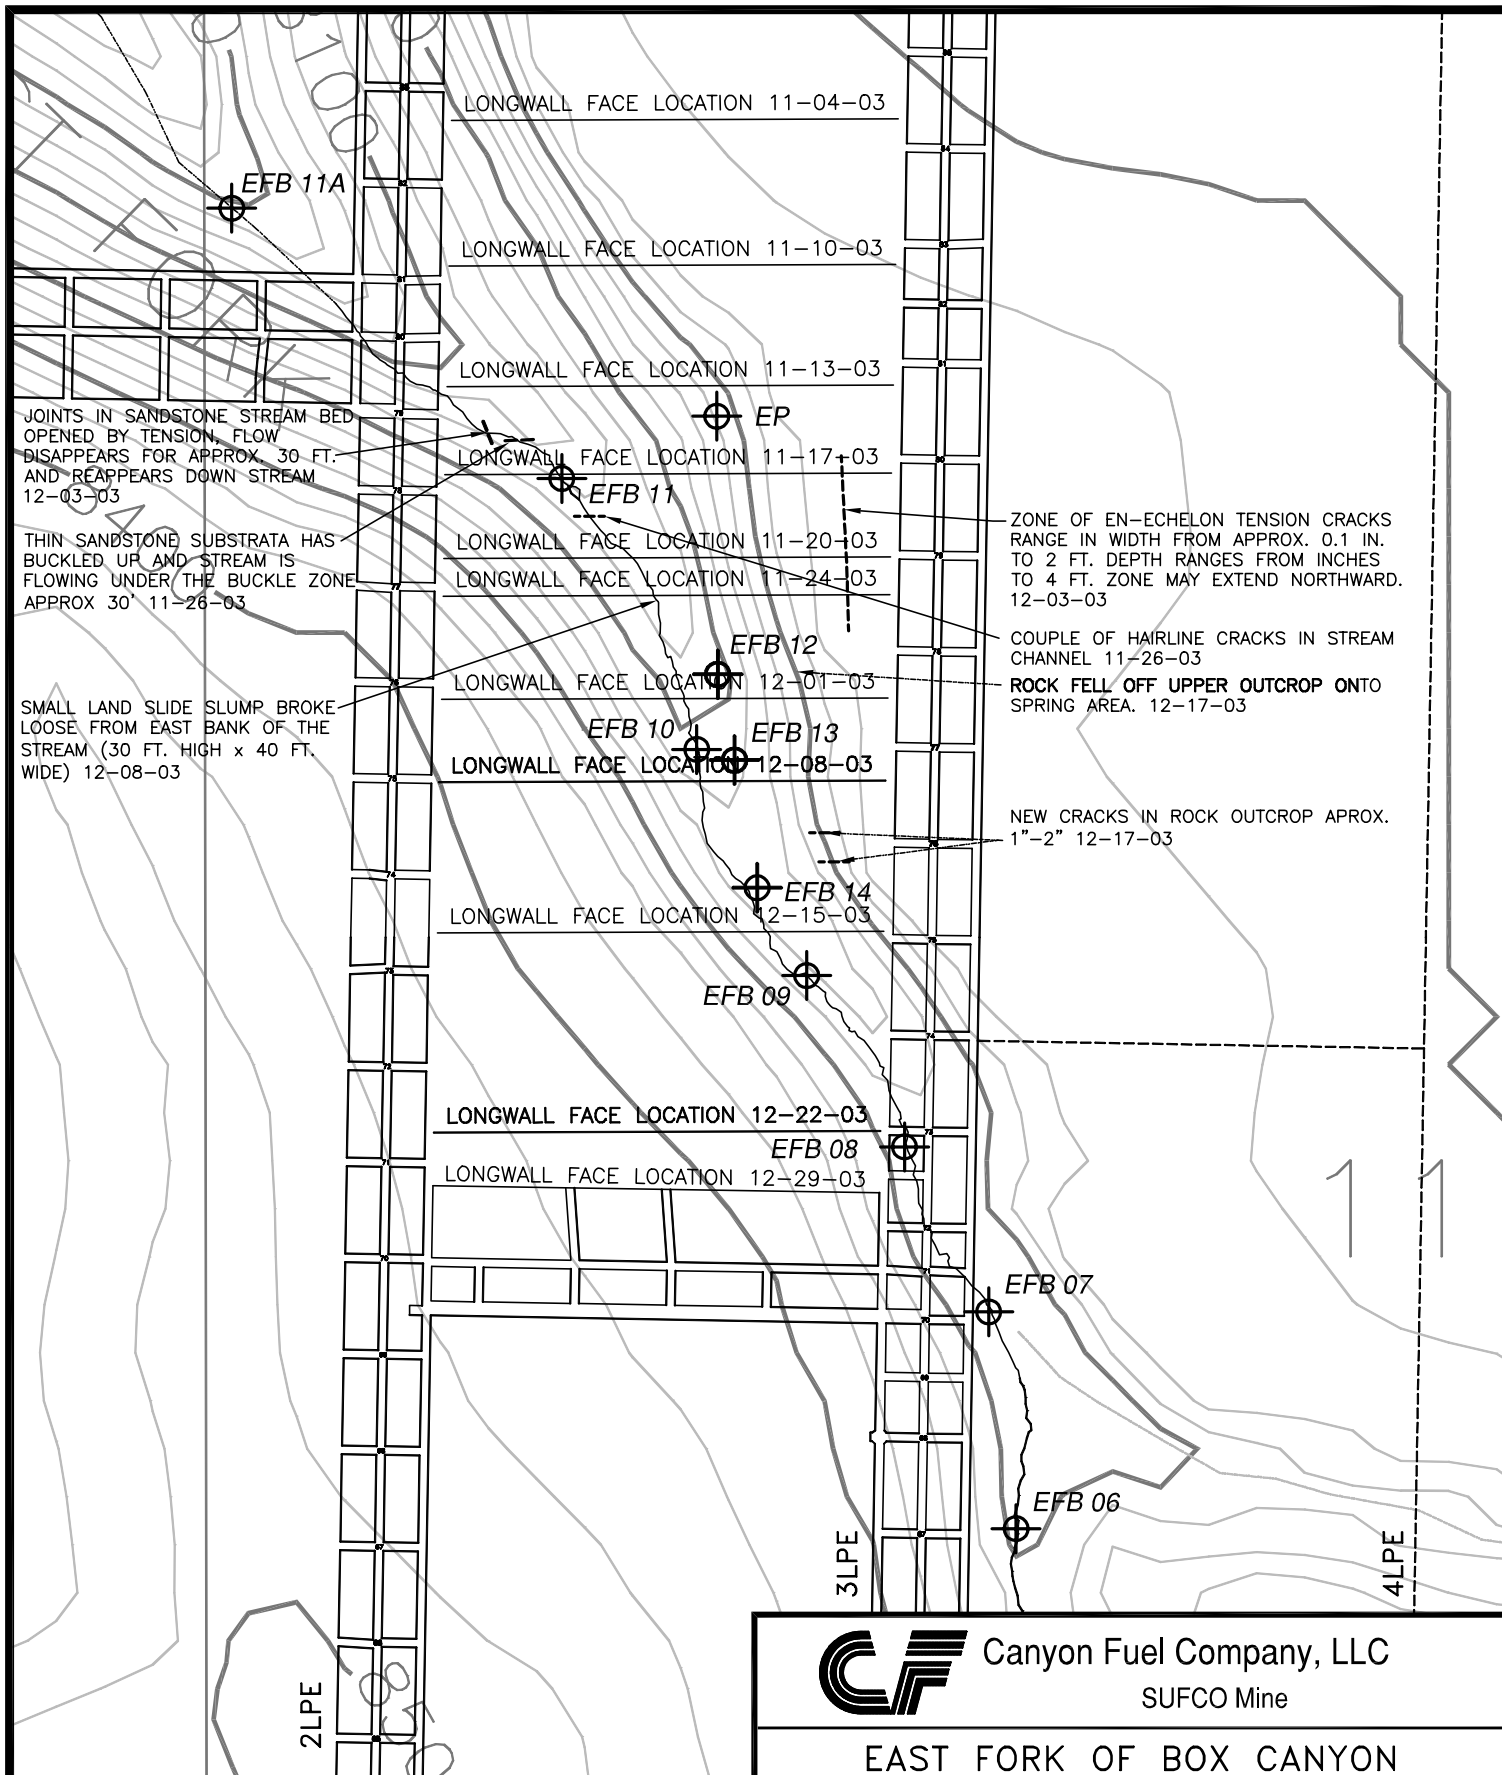 LONGWALL FACE LOCATION 11-04-03
EFB 11A
LONGWALL FACE LOCATION 11-10-03
LONGWALL FACE LOCATION 11-13-03
EP
JOINTS IN SANDSTONE STREAM BED
OPENED BY TENSION, FLOW
DISAPPEARS FOR APPROX. 30 FT.
AND REAPPEARS DOWN STREAM
12-03-03
LONGWALL FACE LOCATION 11-17-03
EFB 11
THIN SANDSTONE SUBSTRATA HAS
BUCKLED UP AND STREAM IS
FLOWING UNDER THE BUCKLE ZONE
APPROX 30' 11-26-03
8400
8100
LONGWALL FACE LOCATION 11-20-03
LONGWALL FACE LOCATION 11-24-03
ZONE OF EN-ECHELON TENSION CRACKS
RANGE IN WIDTH FROM APPROX. 0.1 IN.
TO 2 FT. DEPTH RANGES FROM INCHES
TO 4 FT. ZONE MAY EXTEND NORTHWARD.
12-03-03
COUPLE OF HAIRLINE CRACKS IN STREAM
CHANNEL 11-26-03
EFB 12
LONGWALL FACE LOCATION 12-01-03
ROCK FELL OFF UPPER OUTCROP ONTO
SPRING AREA. 12-17-03
SMALL LAND SLIDE SLUMP BROKE
LOOSE FROM EAST BANK OF THE
STREAM (30 FT. HIGH x 40 FT.
WIDE) 12-08-03
EFB 10
EFB 13
LONGWALL FACE LOCATION 12-08-03
NEW CRACKS IN ROCK OUTCROP APROX.
1"-2" 12-17-03
EFB 14
LONGWALL FACE LOCATION 12-15-03
EFB 09
LONGWALL FACE LOCATION 12-22-03
EFB 08
LONGWALL FACE LOCATION 12-29-03
11
EFB 07
EFB 06
2LPE
3LPE
4LPE
CF
Canyon Fuel Company, LLC
SUFCO Mine
EAST FORK OF BOX CANYON